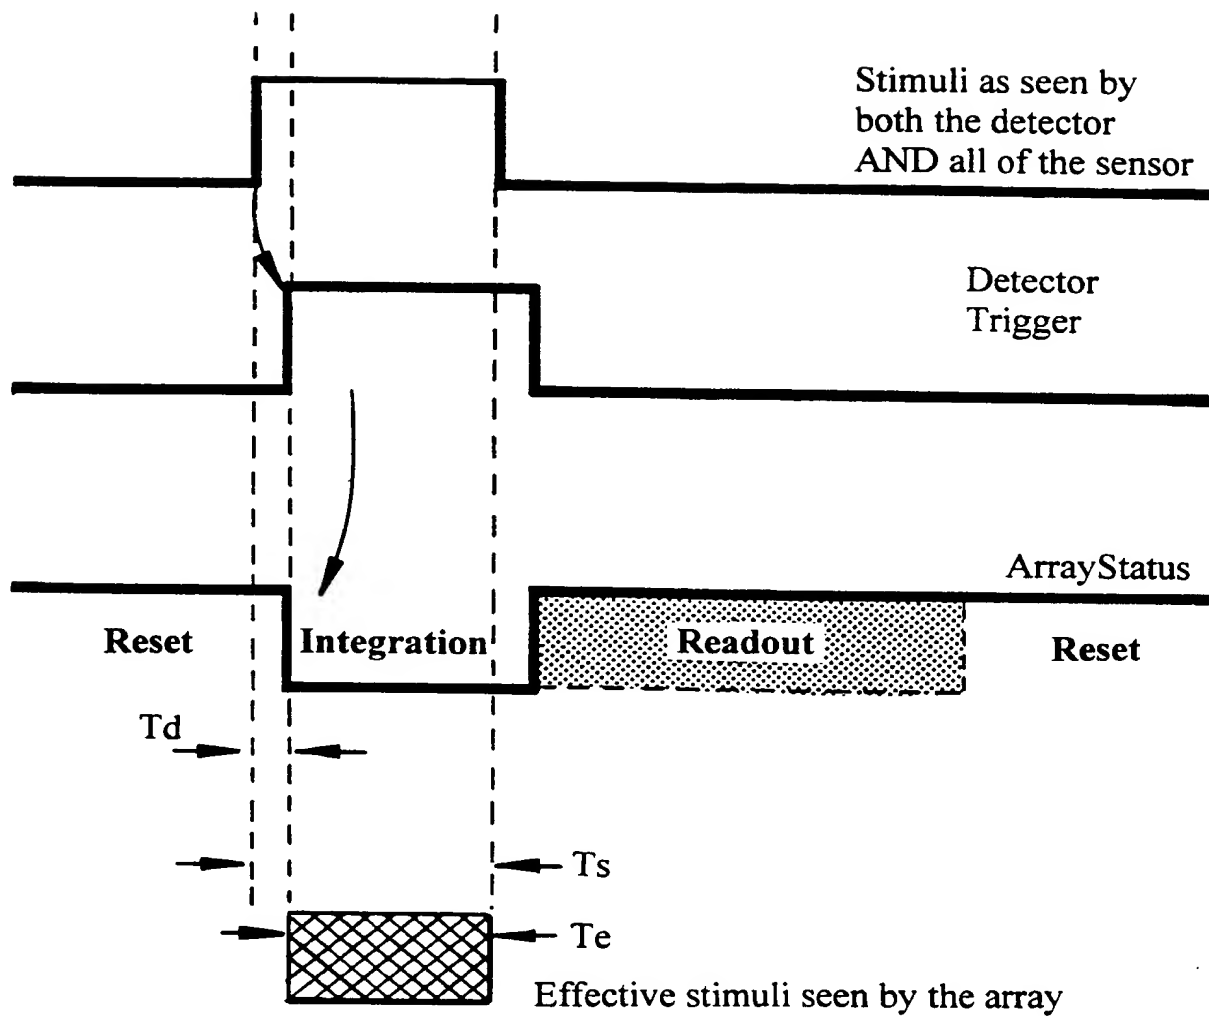 Stimuli as seen by
both the detector
AND all of the sensor
Detector
Trigger
ArrayStatus
Reset
Integration
Readout
Reset
Td
Ts
Te
Effective stimuli seen by the array